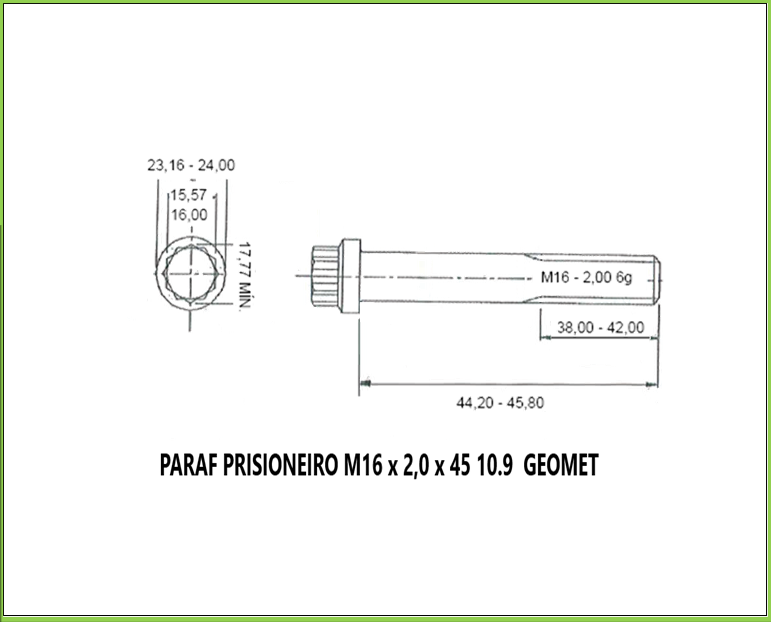 23,16 - 24,00
15,57
16,00
17,77 MÍN.
M16 - 2,00 6g
38,00 - 42,00
44,20 - 45,80
PARAF PRISIONEIRO M16 x 2,0 x 45 10.9 GEOMET